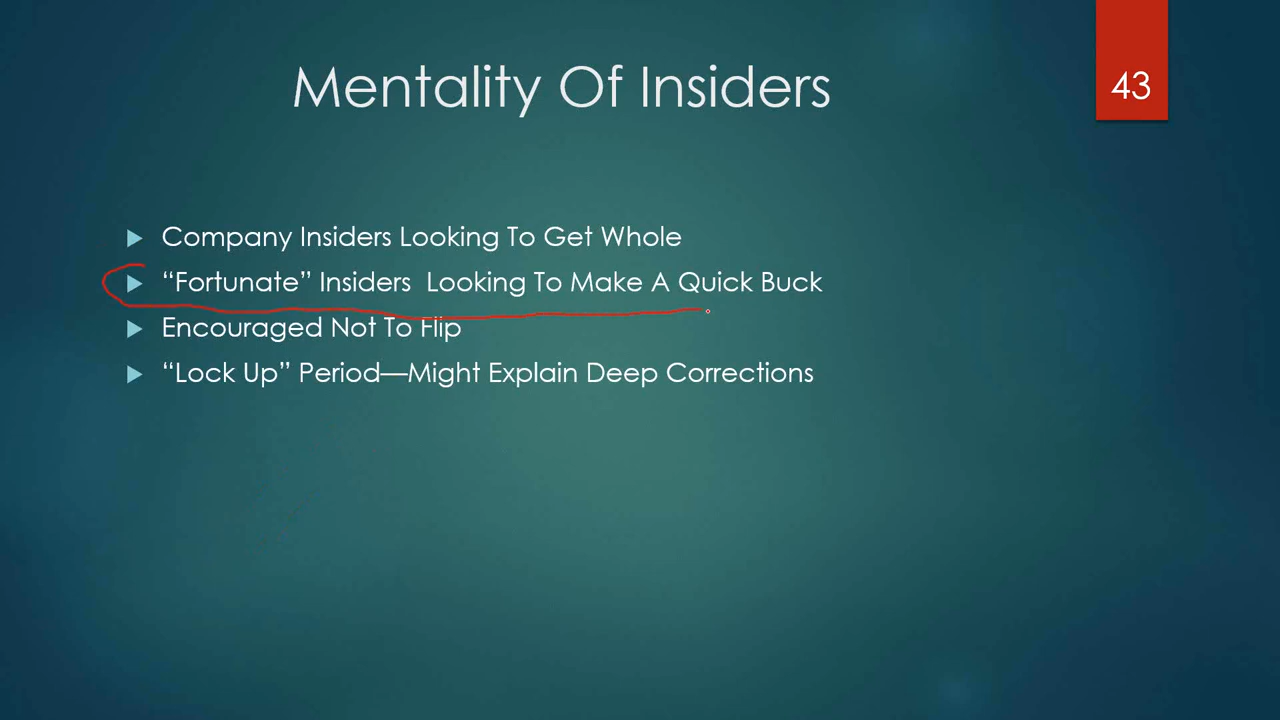 Mentality Of Insiders
43
Company Insiders Looking To Get Whole
“Fortunate” Insiders  Looking To Make A Quick Buck
Encouraged Not To Flip
“Lock Up” Period—Might Explain Deep Corrections